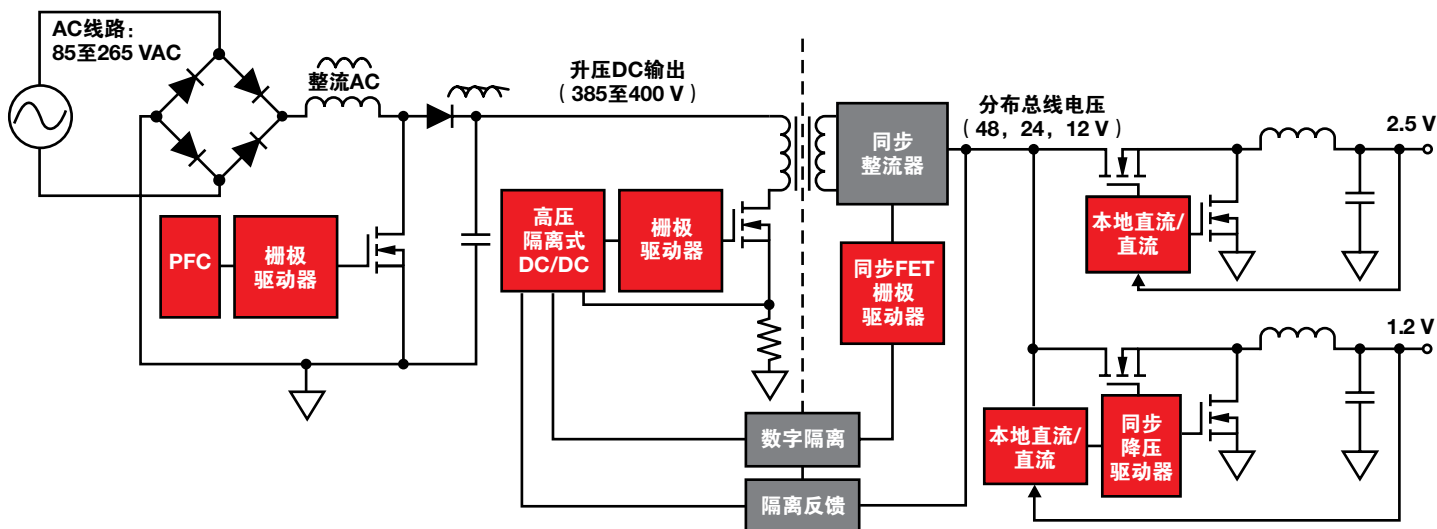 AC线路：
85至265 VAC
整流AC
升压DC输出
（385至400 V）
分布总线电压
（48，24，12 V）
2.5 V
同步
整流器
本地直流/
直流
PFC
栅极
驱动器
高压
隔离式
DC/DC
栅极
驱动器
同步FET
栅极
驱动器
1.2 V
本地直流/
直流
同步
降压
驱动器
数字隔离
隔离反馈